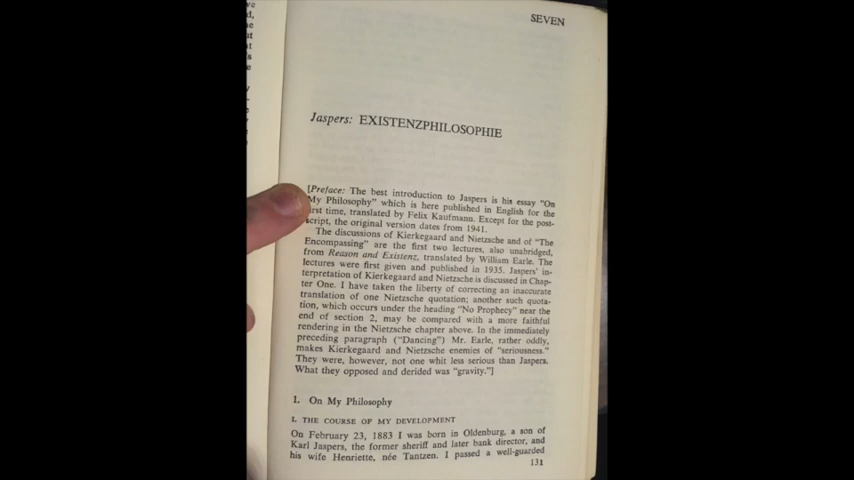 ve
d,
SEVEN
Jaspers: EXISTENZPHILOSOPHIE
[Preface: The best introduction to Jaspers is his essay "On
My Philosophy" which is here published in English for the
first time, translated by Felix Kaufmann. Except for the post-
script, the original version dates from 1941.
The discussions of Kierkegaard and Nietzsche and of "The
Encompassing" are the first two lectures, also unabridged,
from Reason and Existenz, translated by William Earle. The
lectures were first given and published in 1935. Jaspers' in-
terpretation of Kierkegaard and Nietzsche is discussed in Chap-
ter One. I have taken the liberty of correcting an inaccurate
translation of one Nietzsche quotation; another such quota-
tion, which occurs under the heading "No Prophecy" near the
end of section 2, may be compared with a more faithful
rendering in the Nietzsche chapter above. In the immediately
preceding paragraph ("Dancing") Mr. Earle, rather oddly,
makes Kierkegaard and Nietzsche enemies of "seriousness."
They were, however, not one whit less serious than Jaspers.
What they opposed and derided was "gravity."]
1. On My Philosophy
I. THE COURSE OF MY DEVELOPMENT
On February 23, 1883 I was born in Oldenburg, a son of
Karl Jaspers, the former sheriff and later bank director, and
his wife Henriette, née Tantzen. I passed a well-guarded
131